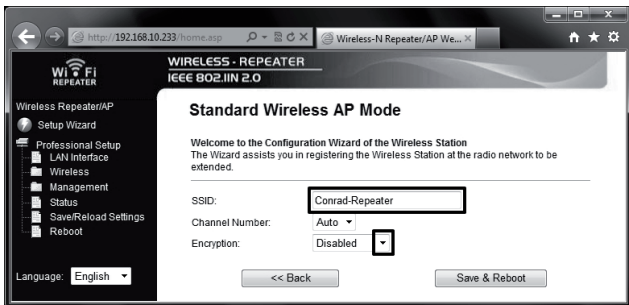 http://192.168.10.233/home.asp
Wireless-N Repeater/AP We...
Wi Fi
REPEATER
WIRELESS - REPEATER
IEEE 802.11N 2.0
Wireless Repeater/AP
Setup Wizard
Professional Setup
LAN Interface
Wireless
Management
Status
Save/Reload Settings
Reboot
Language: English
Standard Wireless AP Mode
Welcome to the Configuration Wizard of the Wireless Station
The Wizard assists you in registering the Wireless Station at the radio network to be
extended.
SSID: Conrad-Repeater
Channel Number: Auto
Encryption: Disabled
<< Back Save & Reboot